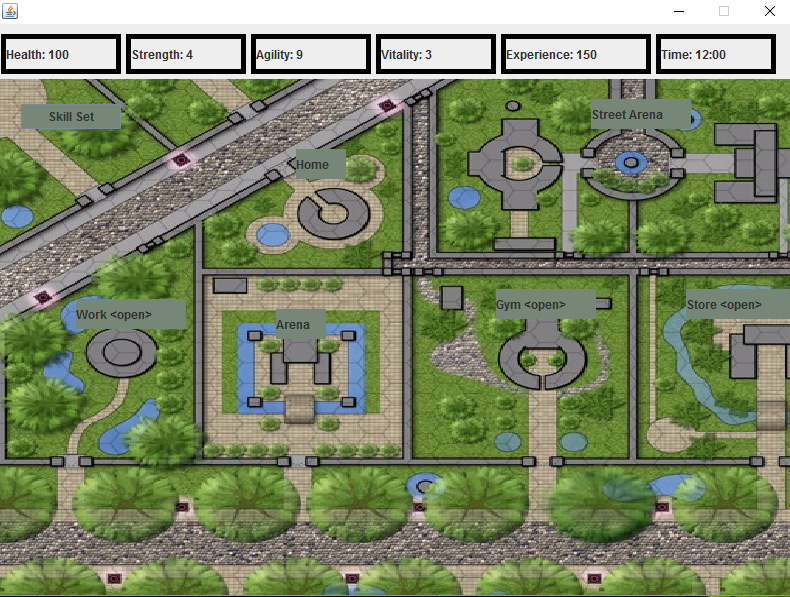 Health: 100
Strength: 4
Agility: 9
Vitality: 3
Experience: 150
Time: 12:00
Skill Set
Street Arena
Home
Work <open>
Arena
Gym <open>
Store <open>